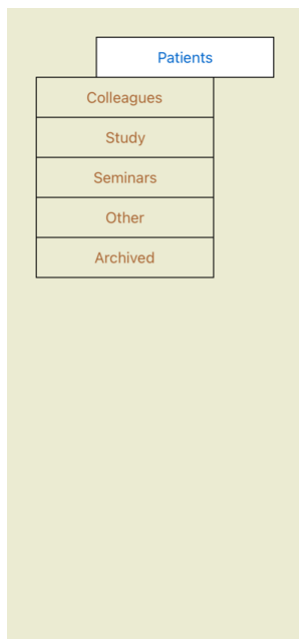 Patients
Colleagues
Study
Seminars
Other
Archived